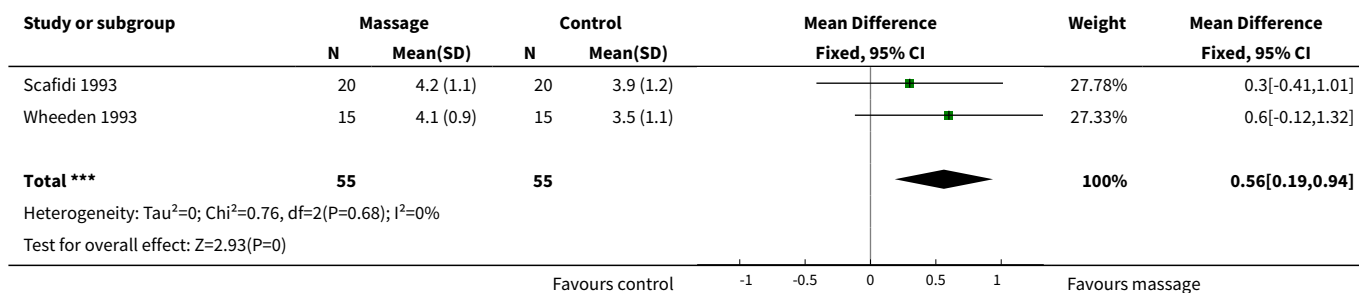 Study or subgroup Massage Control Mean Difference Weight Mean Difference
N Mean(SD) N Mean(SD) Fixed, 95% CI Fixed, 95% CI
Scafidi 1993 20 4.2 (1.1) 20 3.9 (1.2) 27.78% 0.3[-0.41,1.01]
Wheeden 1993 15 4.1 (0.9) 15 3.5 (1.1) 27.33% 0.6[-0.12,1.32]
Total *** 55 55 100% 0.56[0.19,0.94]
Heterogeneity: Tau²=0; Chi²=0.76, df=2(P=0.68); I²=0%
Test for overall effect: Z=2.93(P=0)
Favours control -1 -0.5 0 0.5 1 Favours massage